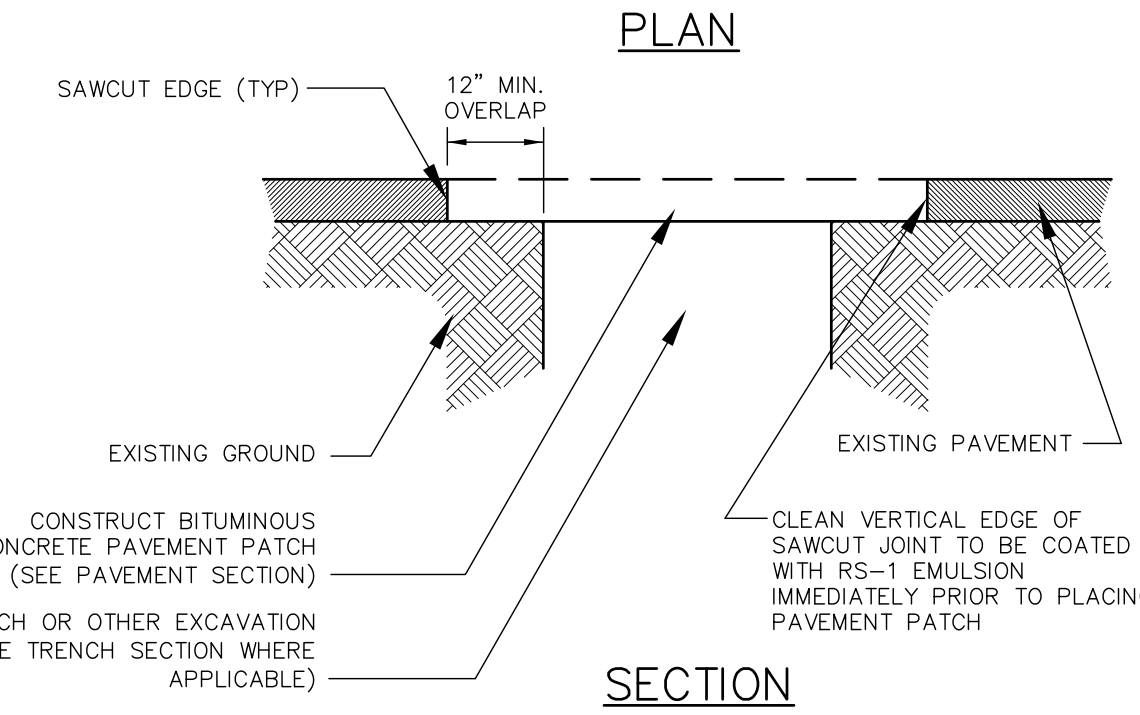 PLAN
SAWCUT EDGE (TYP)
12” MIN.
OVERLAP
EXISTING GROUND
EXISTING PAVEMENT
CONSTRUCT BITUMINOUS
ONCRETE PAVEMENT PATCH
(SEE PAVEMENT SECTION)
CH OR OTHER EXCAVATION
E TRENCH SECTION WHERE
APPLICABLE)
CLEAN VERTICAL EDGE OF
SAWCUT JOINT TO BE COATED
WITH RS–1 EMULSION
IMMEDIATELY PRIOR TO PLACING
PAVEMENT PATCH
SECTION